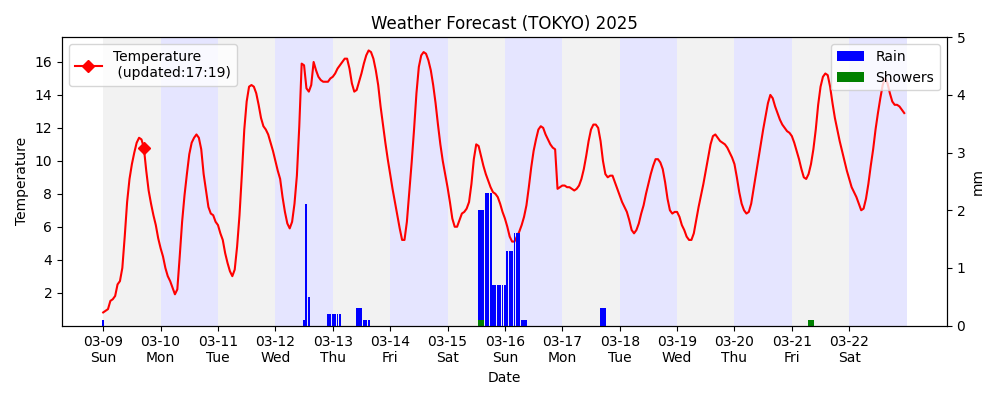 Weather Forecast (TOKYO) 2025
Temperature
(updated:17:19)
Rain
Showers
Temperature
16
14
12
10
8
6
4
2
5
4
3
2
1
0
mm
03-09 03-10 03-11 03-12 03-13 03-14 03-15 03-16 03-17 03-18 03-19 03-20 03-21 03-22
Sun Mon Tue Wed Thu Fri Sat Sun Mon Tue Wed Thu Fri Sat
Date